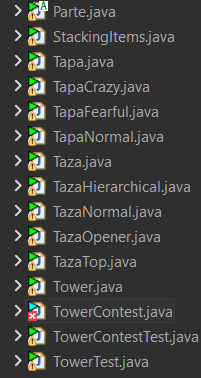 Parte.java
StackingItems.java
Tapa.java
TapaCrazy.java
TapaFearful.java
TapaNormal.java
Taza.java
TazaHierarchical.java
TazaNormal.java
TazaOpener.java
TazaTop.java
Tower.java
TowerContest.java
TowerContestTest.java
TowerTest.java